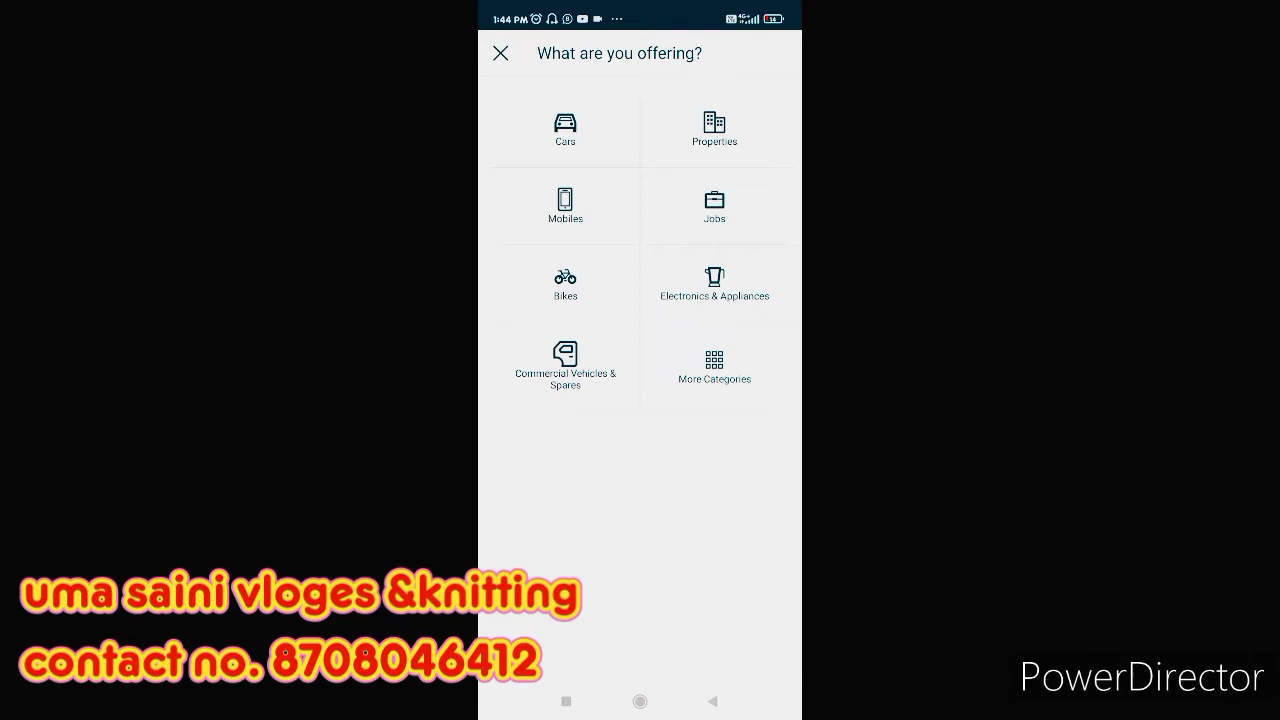 1:44 PM
14
What are you offering?
Cars
Properties
Mobiles
Jobs
Bikes
Electronics & Appliances
Commercial Vehicles &
Spares
More Categories
uma saini vloges &knitting
contact no. 8708046412
PowerDirector